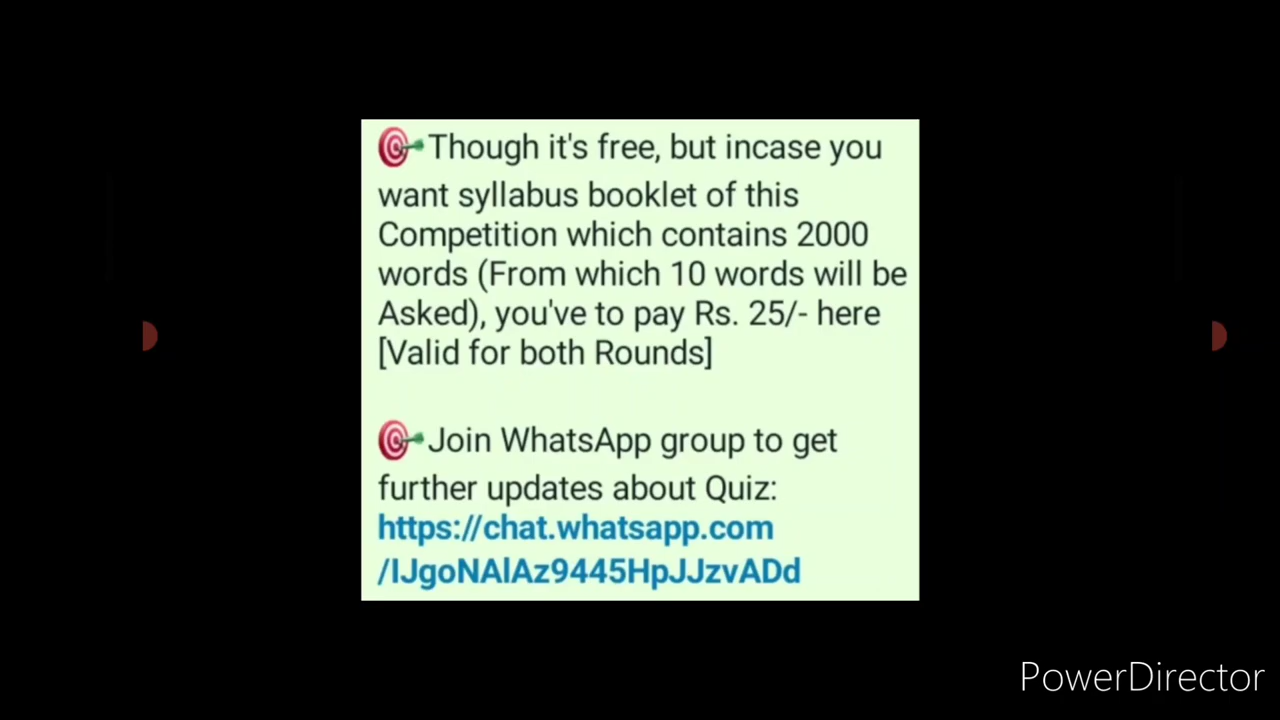 🎯Though it's free, but incase you
want syllabus booklet of this
Competition which contains 2000
words (From which 10 words will be
Asked), you've to pay Rs. 25/- here
[Valid for both Rounds]
🎯Join WhatsApp group to get
further updates about Quiz:
https://chat.whatsapp.com
/IJgoNAlAz9445HpJJzvADd
PowerDirector